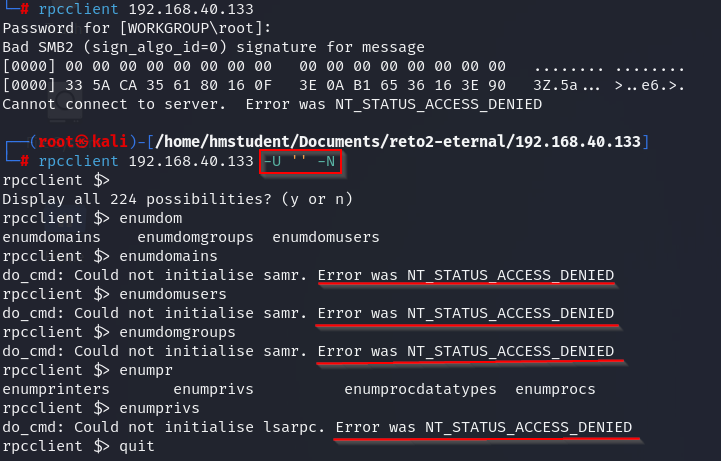 └─# rpcclient 192.168.40.133
Password for [WORKGROUP\root]:
Bad SMB2 (sign_algo_id=0) signature for message
[0000] 00 00 00 00 00 00 00 00   00 00 00 00 00 00 00 00   ........ ........
[0000] 33 5A CA 35 61 80 16 0F   3E 0A B1 65 36 16 3E 90   3Z.5a... >..e6.>.
Cannot connect to server.  Error was NT_STATUS_ACCESS_DENIED
┌──(root㉿kali)-[/home/hmstudent/Documents/reto2-eternal/192.168.40.133]
└─# rpcclient 192.168.40.133 -U '' -N
rpcclient $>
Display all 224 possibilities? (y or n)
rpcclient $> enumdom
enumdomains    enumdomgroups  enumdomusers
rpcclient $> enumdomains
do_cmd: Could not initialise samr. Error was NT_STATUS_ACCESS_DENIED
rpcclient $> enumdomusers
do_cmd: Could not initialise samr. Error was NT_STATUS_ACCESS_DENIED
rpcclient $> enumdomgroups
do_cmd: Could not initialise samr. Error was NT_STATUS_ACCESS_DENIED
rpcclient $> enumpr
enumprinters       enumprivs          enumprocdatatypes  enumprocs
rpcclient $> enumprivs
do_cmd: Could not initialise lsarpc. Error was NT_STATUS_ACCESS_DENIED
rpcclient $> quit